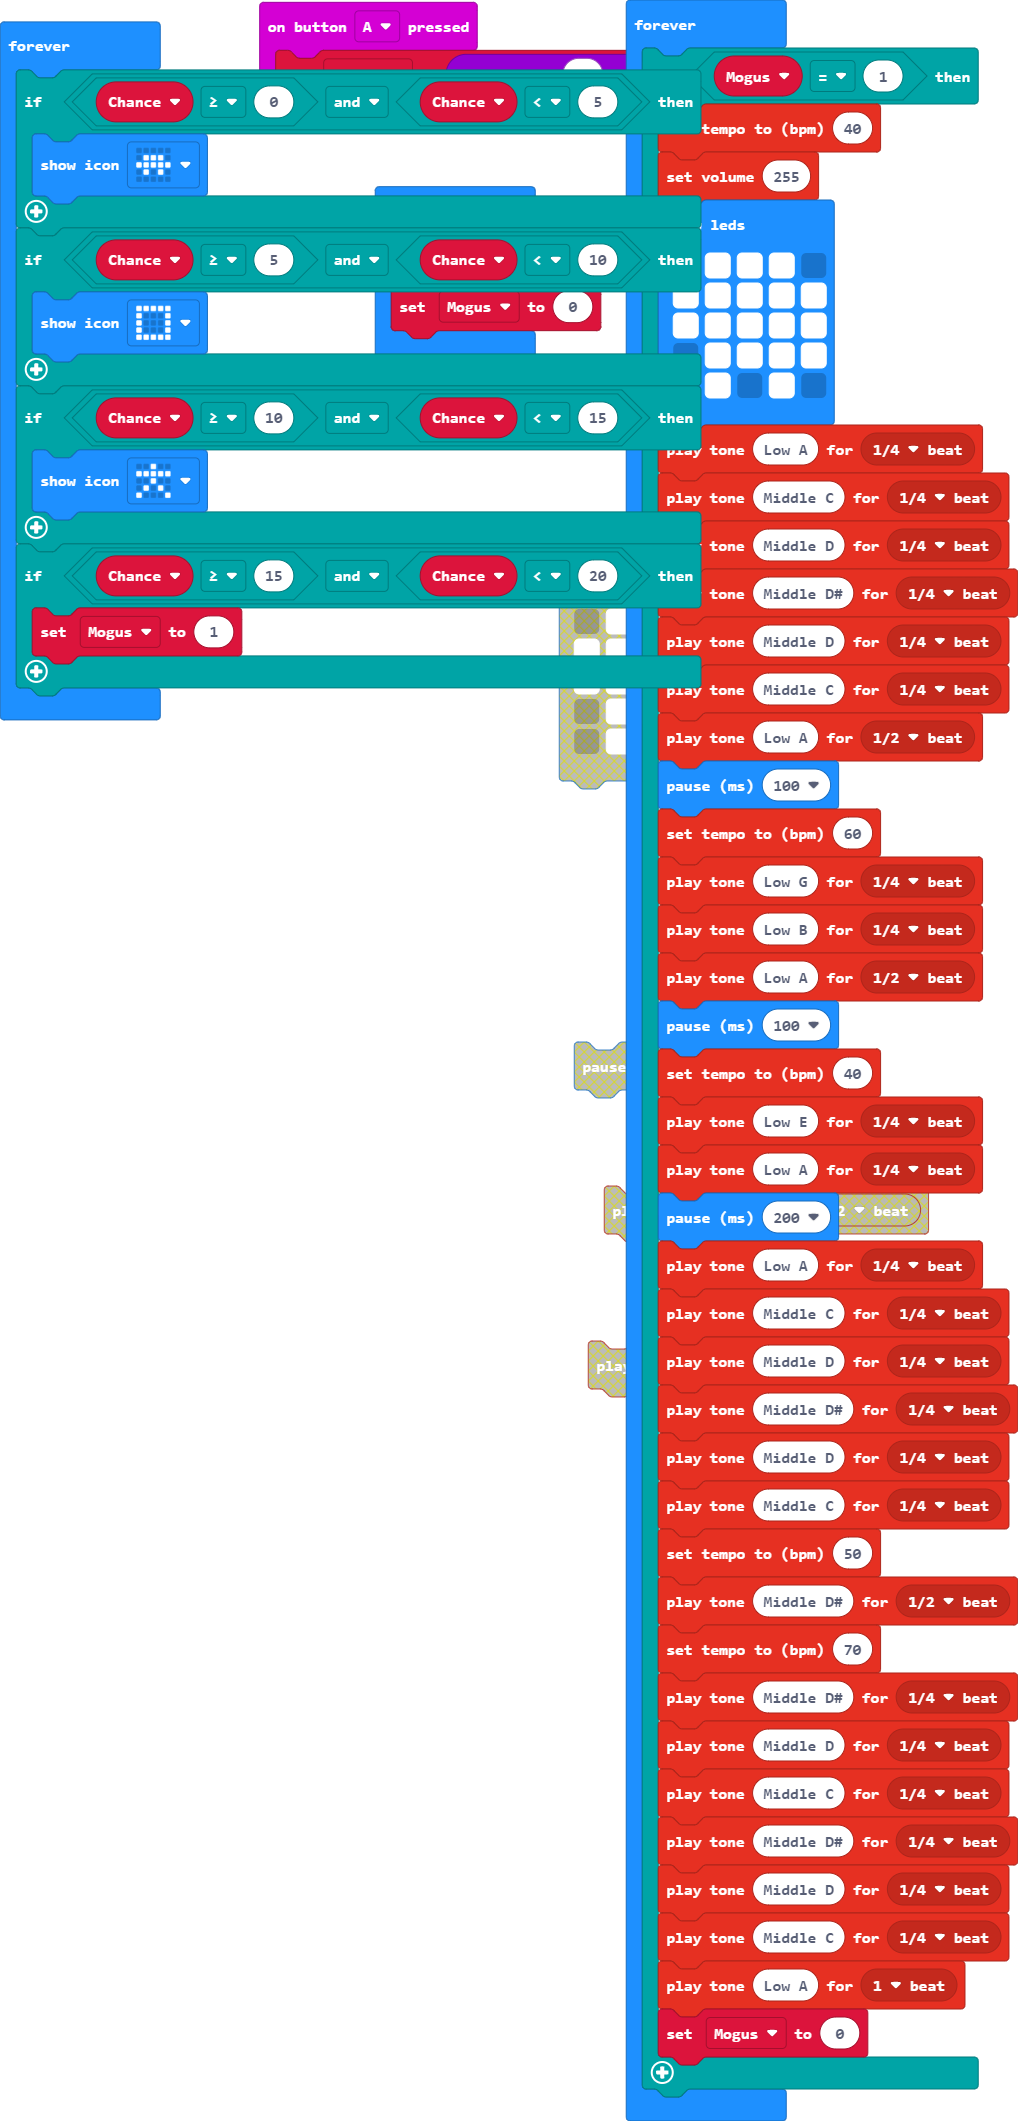 forever
if Chance ≥ 0 and Chance < 5 then
show icon
if Chance ≥ 5 and Chance < 10 then
show icon
if Chance ≥ 10 and Chance < 15 then
show icon
if Chance ≥ 15 and Chance < 20 then
set Mogus to 1
on button A pressed
set Mogus to 0
forever
Mogus = 1 then
tempo to (bpm) 40
set volume 255
leds
play tone Low A for 1/4 beat
play tone Middle C for 1/4 beat
tone Middle D for 1/4 beat
tone Middle D# for 1/4 beat
play tone Middle D for 1/4 beat
play tone Middle C for 1/4 beat
play tone Low A for 1/2 beat
pause (ms) 100
set tempo to (bpm) 60
play tone Low G for 1/4 beat
play tone Low B for 1/4 beat
play tone Low A for 1/2 beat
pause (ms) 100
set tempo to (bpm) 40
play tone Low E for 1/4 beat
play tone Low A for 1/4 beat
pause (ms) 200
play tone Low A for 1/4 beat
play tone Middle C for 1/4 beat
play tone Middle D for 1/4 beat
play tone Middle D# for 1/4 beat
play tone Middle D for 1/4 beat
play tone Middle C for 1/4 beat
set tempo to (bpm) 50
play tone Middle D# for 1/2 beat
set tempo to (bpm) 70
play tone Middle D# for 1/4 beat
play tone Middle D for 1/4 beat
play tone Middle C for 1/4 beat
play tone Middle D# for 1/4 beat
play tone Middle D for 1/4 beat
play tone Middle C for 1/4 beat
play tone Low A for 1 beat
set Mogus to 0
pause
2 beat
play